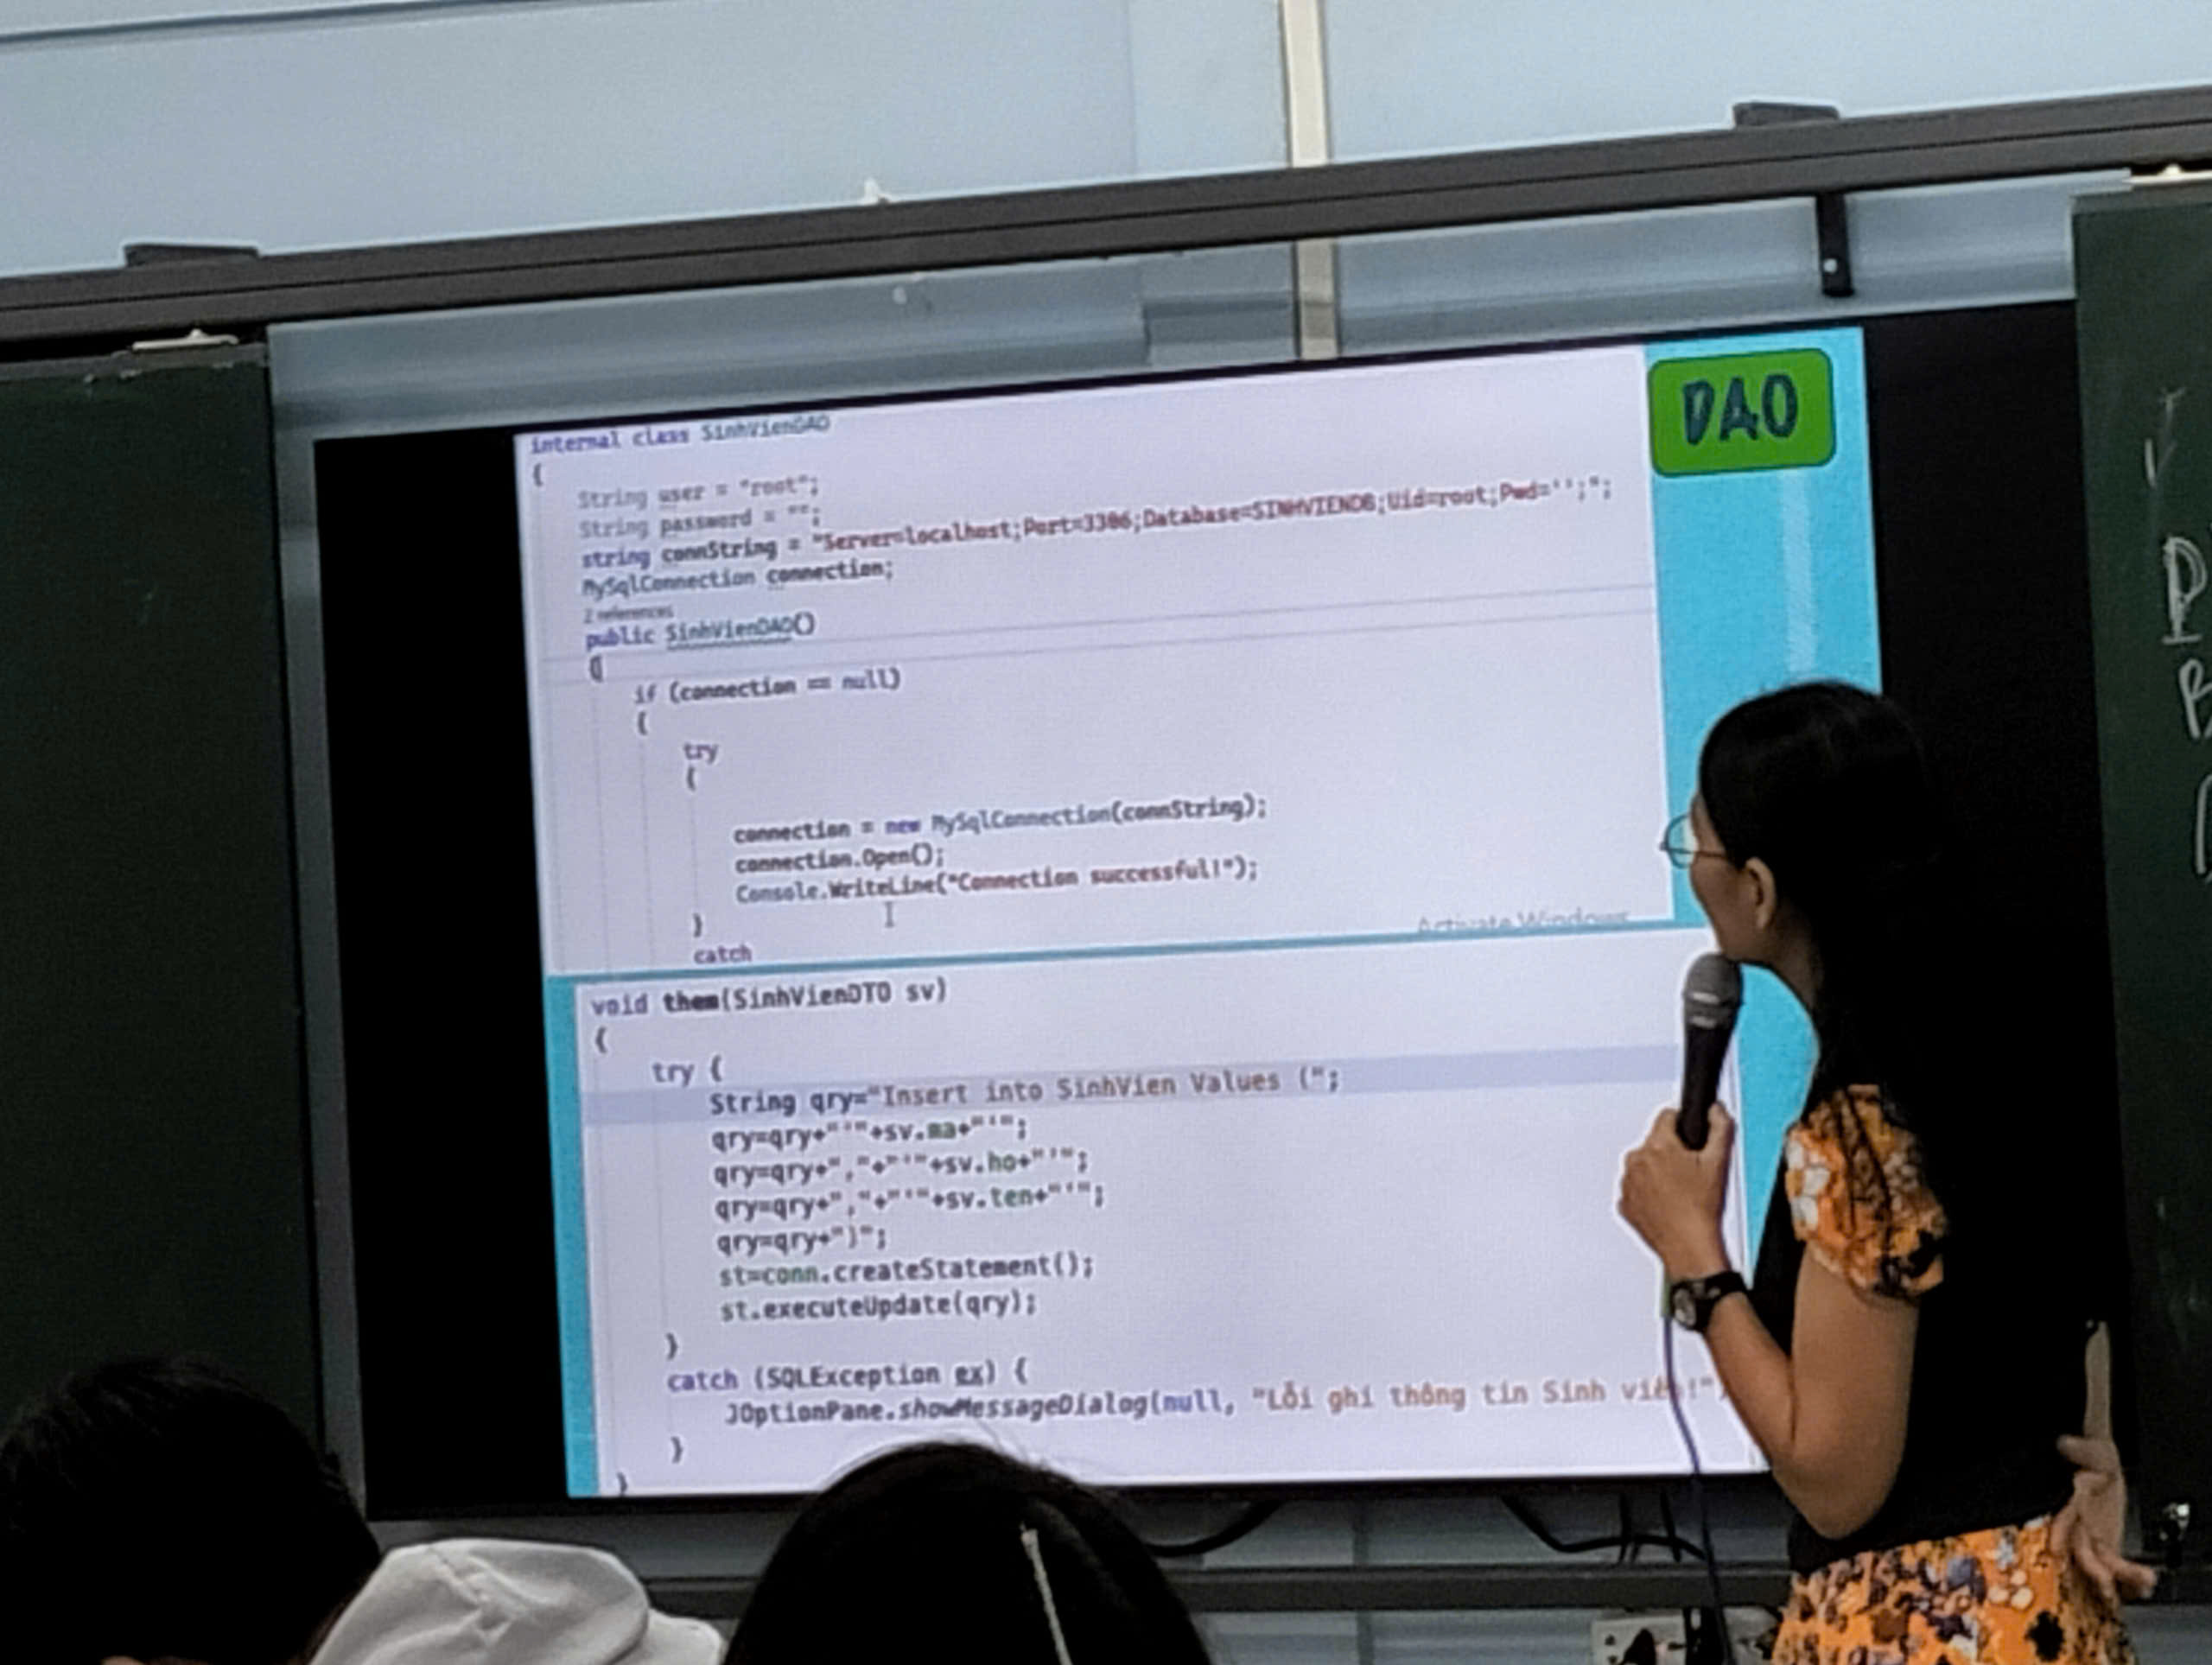 DAO
internal class SinhVienDAO
{
String user = "root";
String password = "";
string connString = "Server=localhost;Port=3306;Database=SINHVIENDB;Uid=root;Pwd='';";
MySqlConnection connection;
2 references
public SinhVienDAO()
{
if (connection == null)
{
try
{
connection = new MySqlConnection(connString);
connection.Open();
Console.WriteLine("Connection successful!");
}
catch
Activate Windows
void them(SinhVienDTO sv)
{
try {
String qry="Insert into SinhVien Values (";
qry=qry+"'"+sv.ma+"'";
qry=qry+","+"'"+sv.ho+"'";
qry=qry+","+"'"+sv.ten+"'";
qry=qry+")";
st=conn.createStatement();
st.executeUpdate(qry);
}
catch (SQLException ex) {
JOptionPane.showMessageDialog(null, "Lỗi ghi thông tin Sinh viên!")
}
}